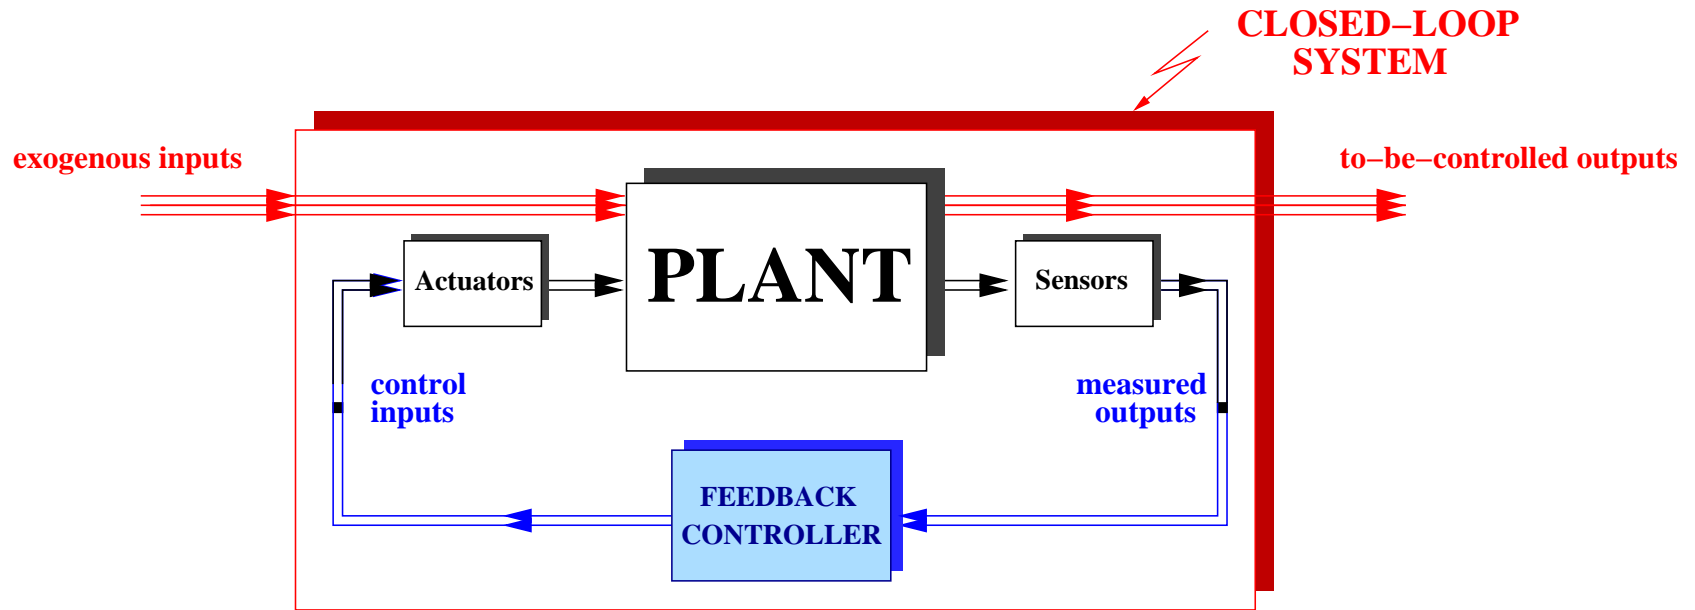 CLOSED–LOOP
SYSTEM
exogenous inputs
to–be–controlled outputs
PLANT
Actuators
Sensors
control
inputs
measured
outputs
FEEDBACK
CONTROLLER